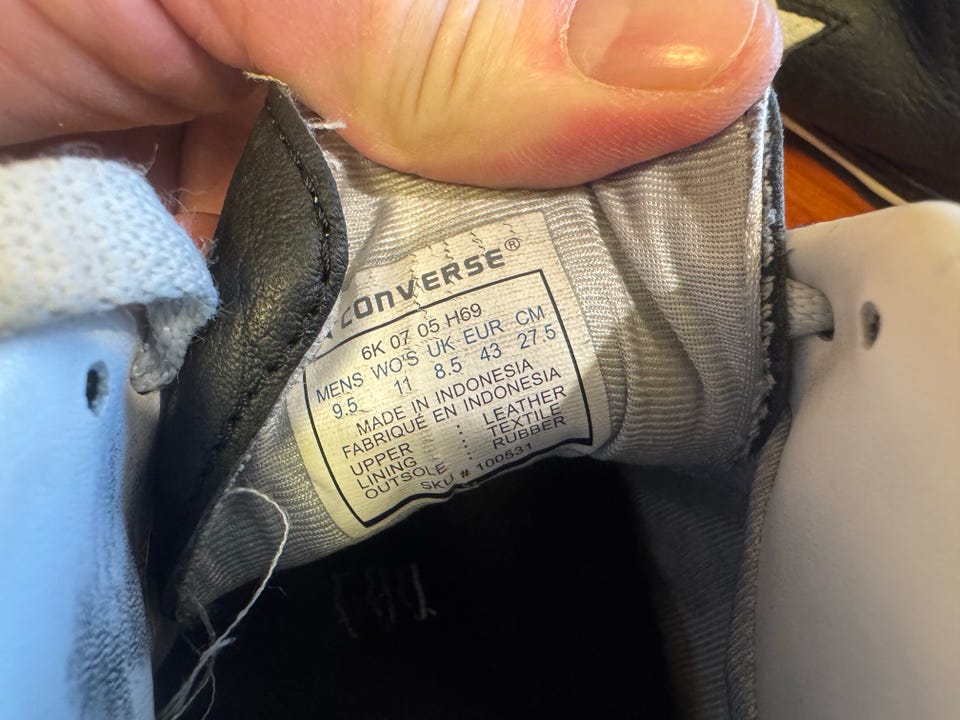 CONVERSE®
6K 07 05 H69
MENS WO'S UK EUR CM
9.5 11 8.5 43 27.5
MADE IN INDONESIA
FABRIQUÉ EN INDONESIA
UPPER : LEATHER
LINING : TEXTILE
OUTSOLE : RUBBER
SKU # 100531